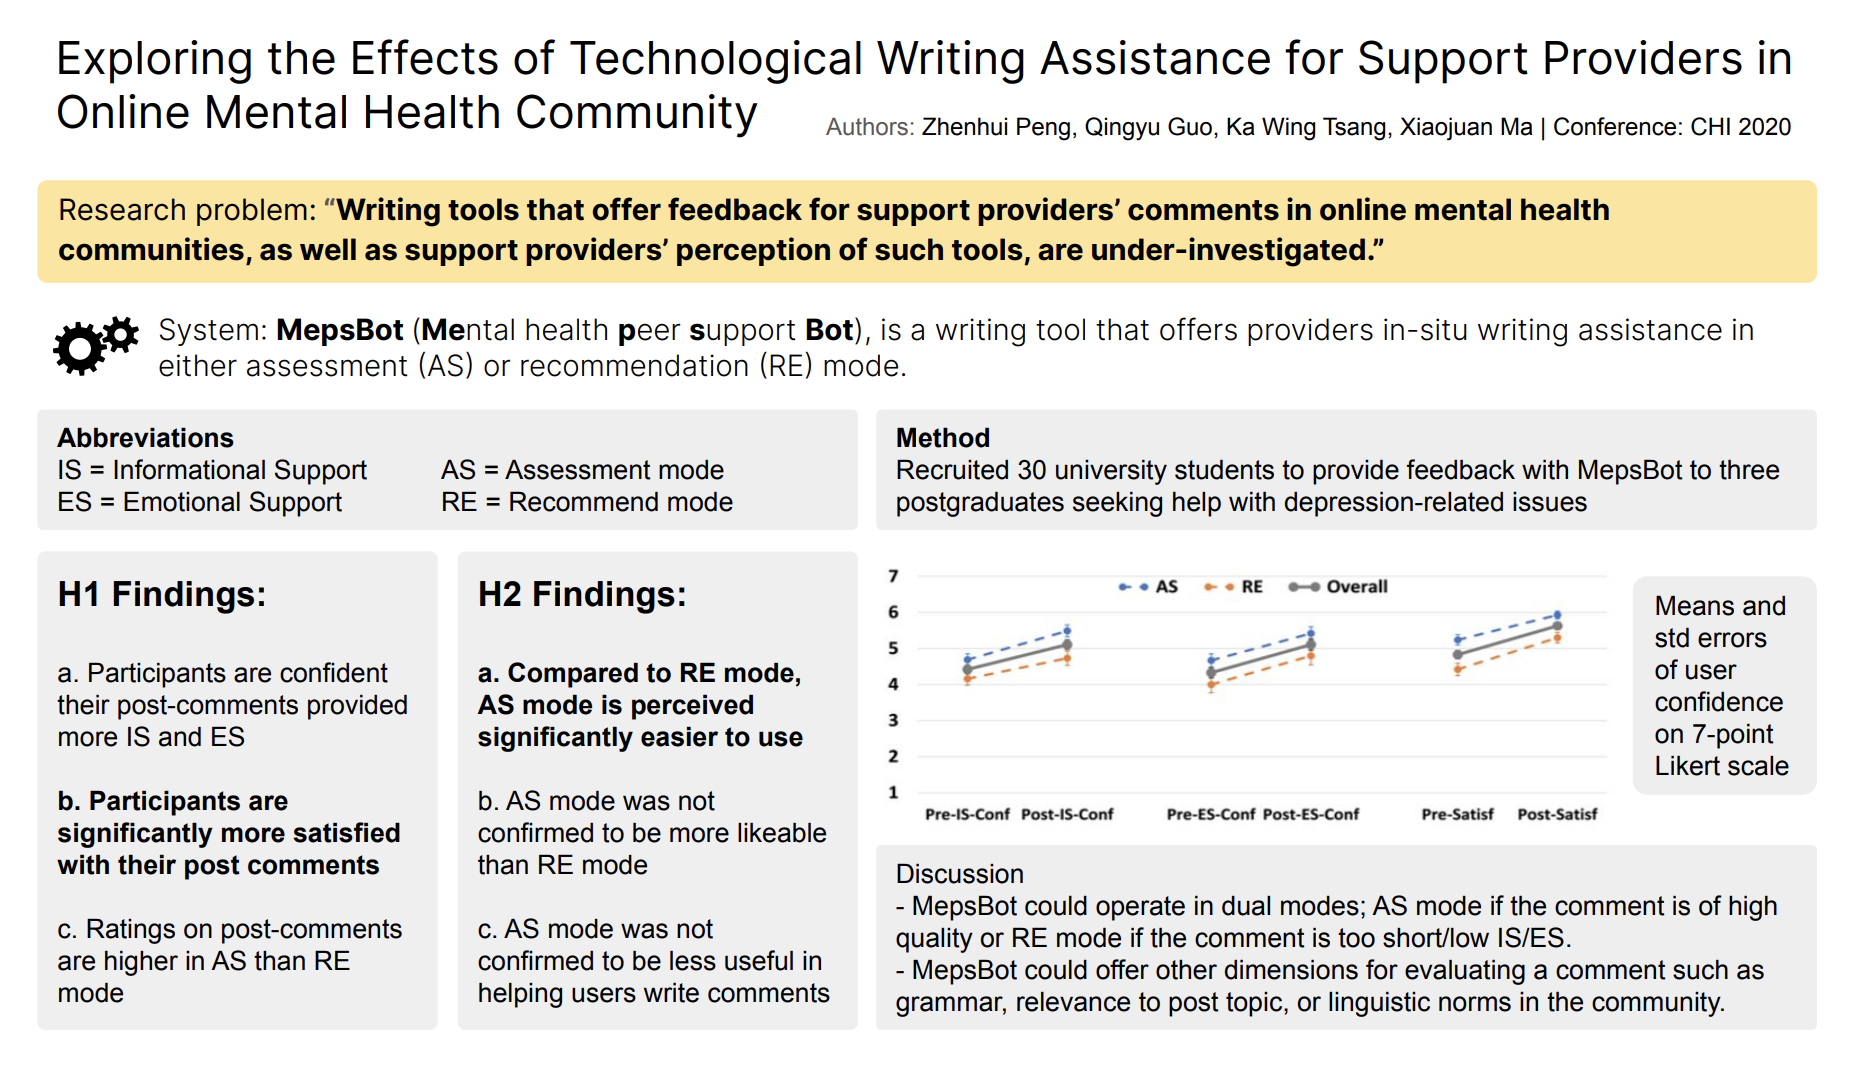 Exploring the Effects of Technological Writing Assistance for Support Providers in
Online Mental Health Community
Authors: Zhenhui Peng, Qingyu Guo, Ka Wing Tsang, Xiaojuan Ma | Conference: CHI 2020
Research problem: “Writing tools that offer feedback for support providers’ comments in online mental health
communities, as well as support providers’ perception of such tools, are under-investigated.”
System: MepsBot (Mental health peer support Bot), is a writing tool that offers providers in-situ writing assistance in
either assessment (AS) or recommendation (RE) mode.
Abbreviations
IS = Informational Support
ES = Emotional Support
AS = Assessment mode
RE = Recommend mode
Method
Recruited 30 university students to provide feedback with MepsBot to three
postgraduates seeking help with depression-related issues
H1 Findings:
a. Participants are confident
their post-comments provided
more IS and ES
b. Participants are
significantly more satisfied
with their post comments
c. Ratings on post-comments
are higher in AS than RE
mode
H2 Findings:
a. Compared to RE mode,
AS mode is perceived
significantly easier to use
b. AS mode was not
confirmed to be more likeable
than RE mode
c. AS mode was not
confirmed to be less useful in
helping users write comments
AS RE Overall
7
6
5
4
3
2
1
Pre-IS-Conf Post-IS-Conf Pre-ES-Conf Post-ES-Conf Pre-Satisf Post-Satisf
Means and
std errors
of user
confidence
on 7-point
Likert scale
Discussion
- MepsBot could operate in dual modes; AS mode if the comment is of high
quality or RE mode if the comment is too short/low IS/ES.
- MepsBot could offer other dimensions for evaluating a comment such as
grammar, relevance to post topic, or linguistic norms in the community.